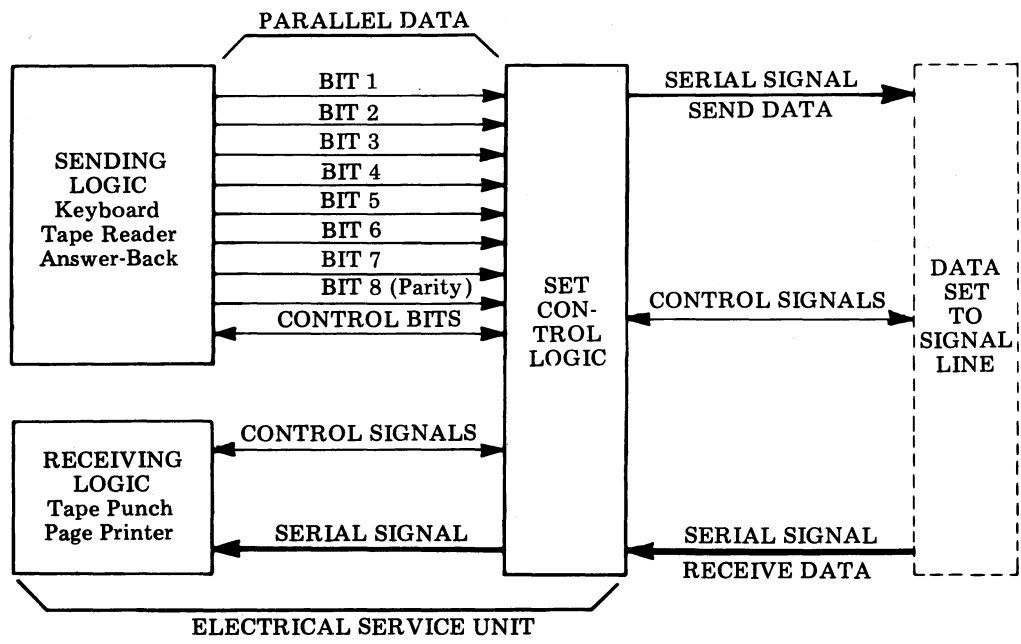 PARALLEL DATA
SENDING
LOGIC
Keyboard
Tape Reader
Answer-Back
BIT 1
BIT 2
BIT 3
BIT 4
BIT 5
BIT 6
BIT 7
BIT 8 (Parity)
CONTROL BITS
SET
CON-
TROL
LOGIC
SERIAL SIGNAL
SEND DATA
CONTROL SIGNALS
DATA
SET
TO
SIGNAL
LINE
RECEIVING
LOGIC
Tape Punch
Page Printer
CONTROL SIGNALS
SERIAL SIGNAL
SERIAL SIGNAL
RECEIVE DATA
ELECTRICAL SERVICE UNIT